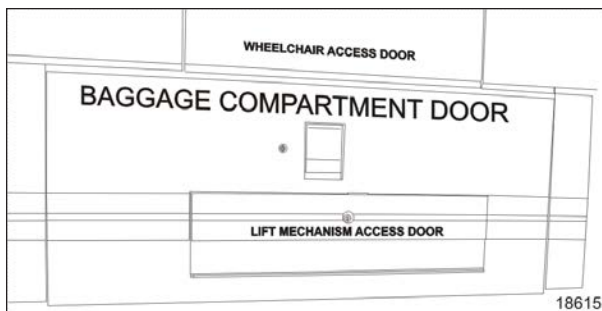 WHEELCHAIR ACCESS DOOR
BAGGAGE COMPARTMENT DOOR
LIFT MECHANISM ACCESS DOOR
18615